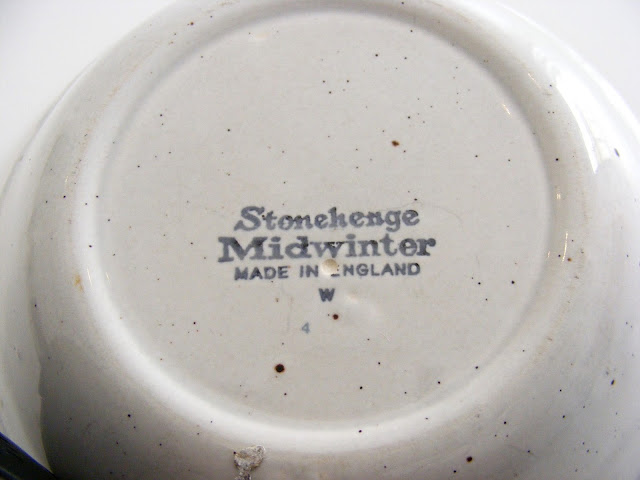 Stonehenge
Midwinter
MADE IN ENGLAND
W
4